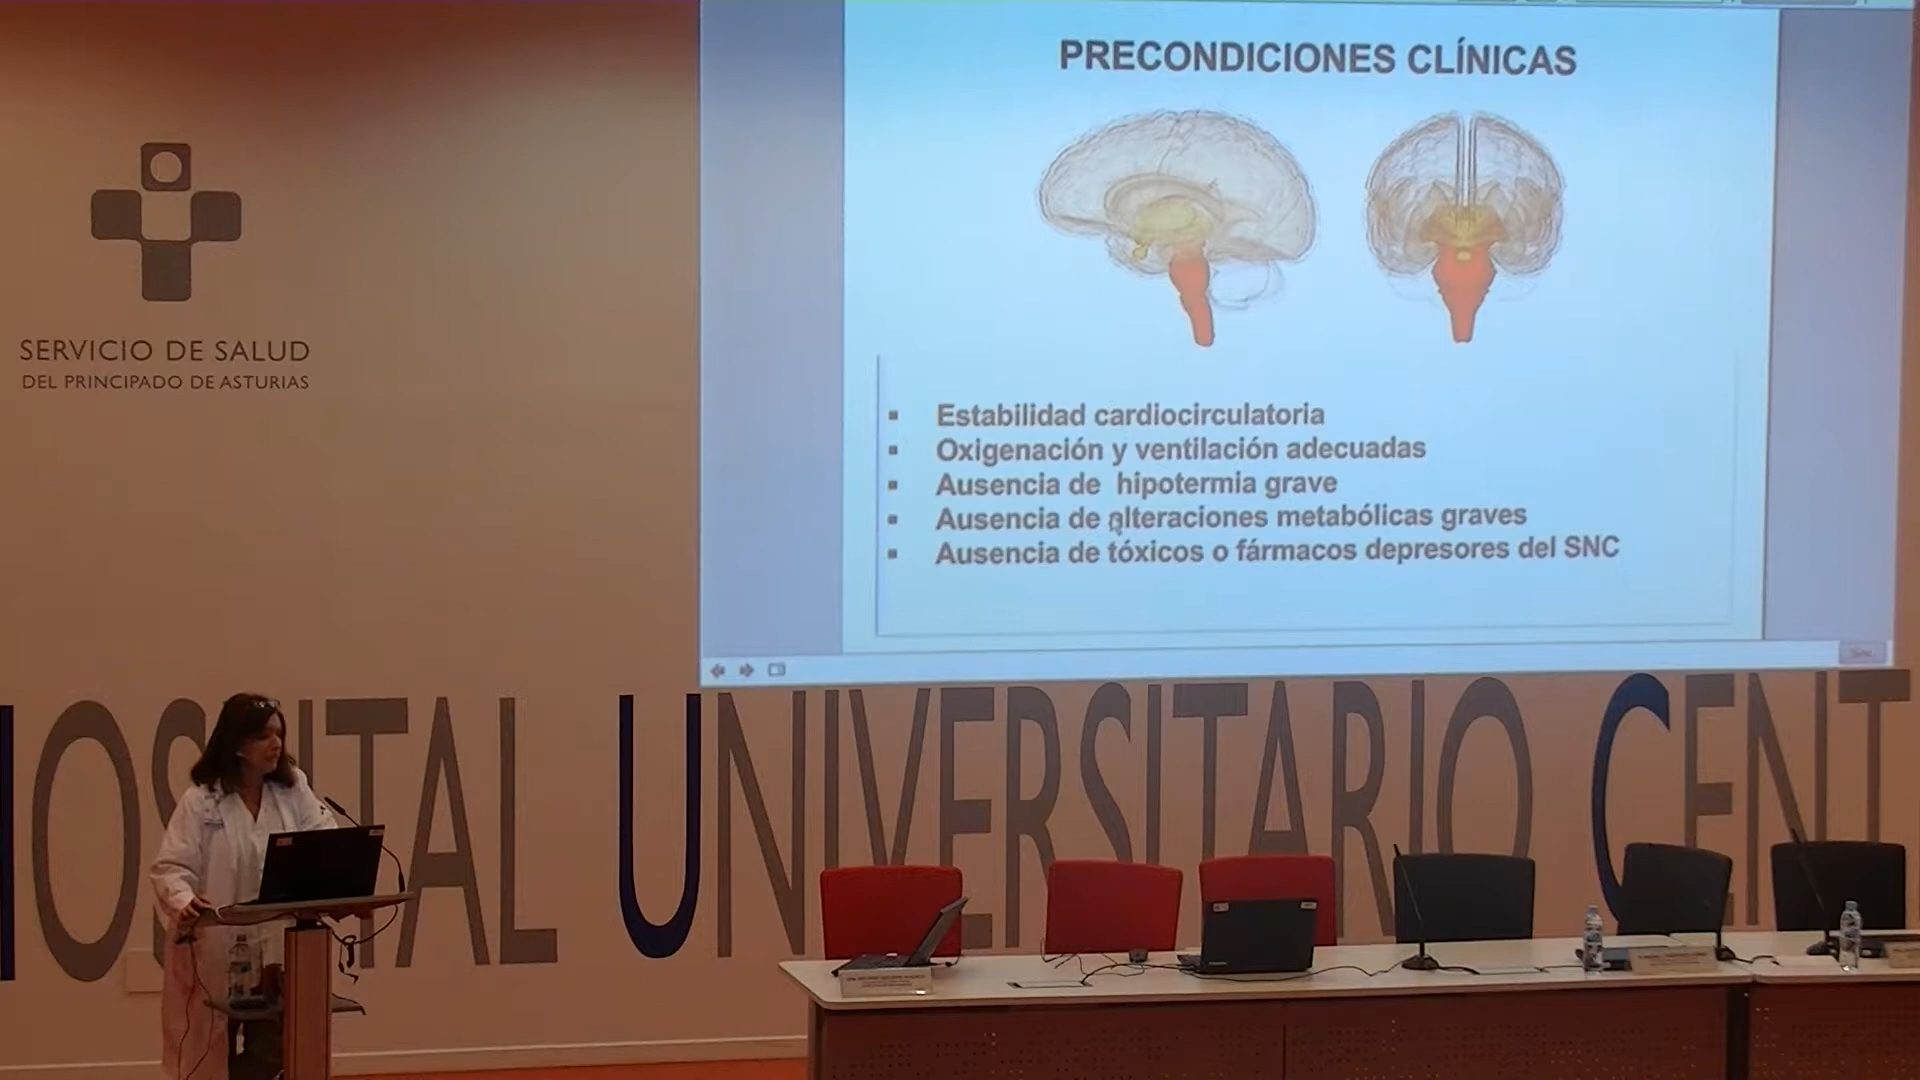 PRECONDICIONES CLÍNICAS
SERVICIO DE SALUD
DEL PRINCIPADO DE ASTURIAS
▪ Estabilidad cardiocirculatoria
▪ Oxigenación y ventilación adecuadas
▪ Ausencia de hipotermia grave
▪ Ausencia de alteraciones metabólicas graves
▪ Ausencia de tóxicos o fármacos depresores del SNC
UNIVERSITARIO CENT